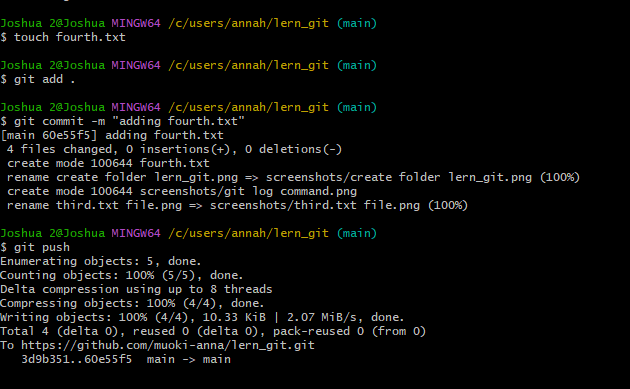 Joshua 2@Joshua MINGW64 /c/users/annah/lern_git (main)
$ touch fourth.txt
Joshua 2@Joshua MINGW64 /c/users/annah/lern_git (main)
$ git add .
Joshua 2@Joshua MINGW64 /c/users/annah/lern_git (main)
$ git commit -m "adding fourth.txt"
[main 60e55f5] adding fourth.txt
 4 files changed, 0 insertions(+), 0 deletions(-)
 create mode 100644 fourth.txt
 rename create folder lern_git.png => screenshots/create folder lern_git.png (100%)
 create mode 100644 screenshots/git log command.png
 rename third.txt file.png => screenshots/third.txt file.png (100%)
Joshua 2@Joshua MINGW64 /c/users/annah/lern_git (main)
$ git push
Enumerating objects: 5, done.
Counting objects: 100% (5/5), done.
Delta compression using up to 8 threads
Compressing objects: 100% (4/4), done.
Writing objects: 100% (4/4), 10.33 KiB | 2.07 MiB/s, done.
Total 4 (delta 0), reused 0 (delta 0), pack-reused 0 (from 0)
To https://github.com/muoki-anna/lern_git.git
   3d9b351..60e55f5  main -> main